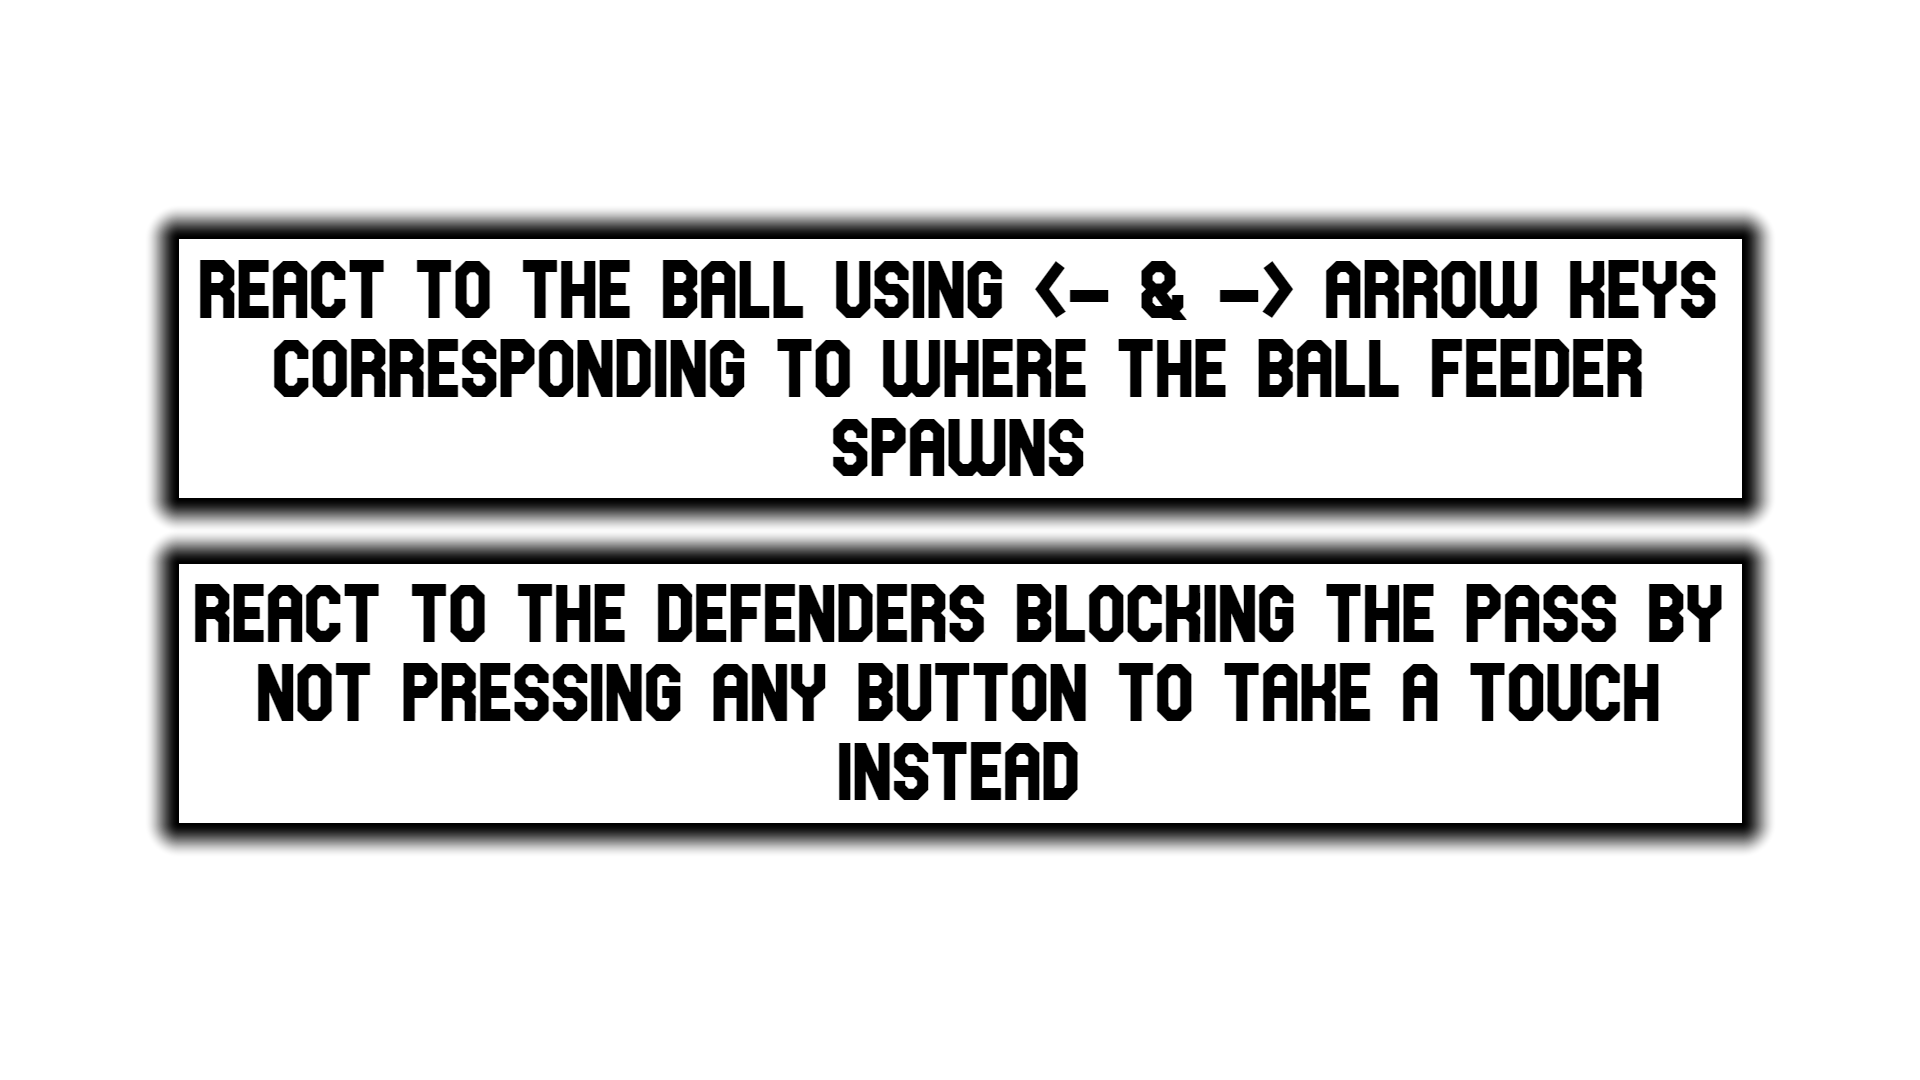 REACT TO THE BALL USING <- & -> ARROW KEYS
CORRESPONDING TO WHERE THE BALL FEEDER
SPAWNS
REACT TO THE DEFENDERS BLOCKING THE PASS BY
NOT PRESSING ANY BUTTON TO TAKE A TOUCH
INSTEAD